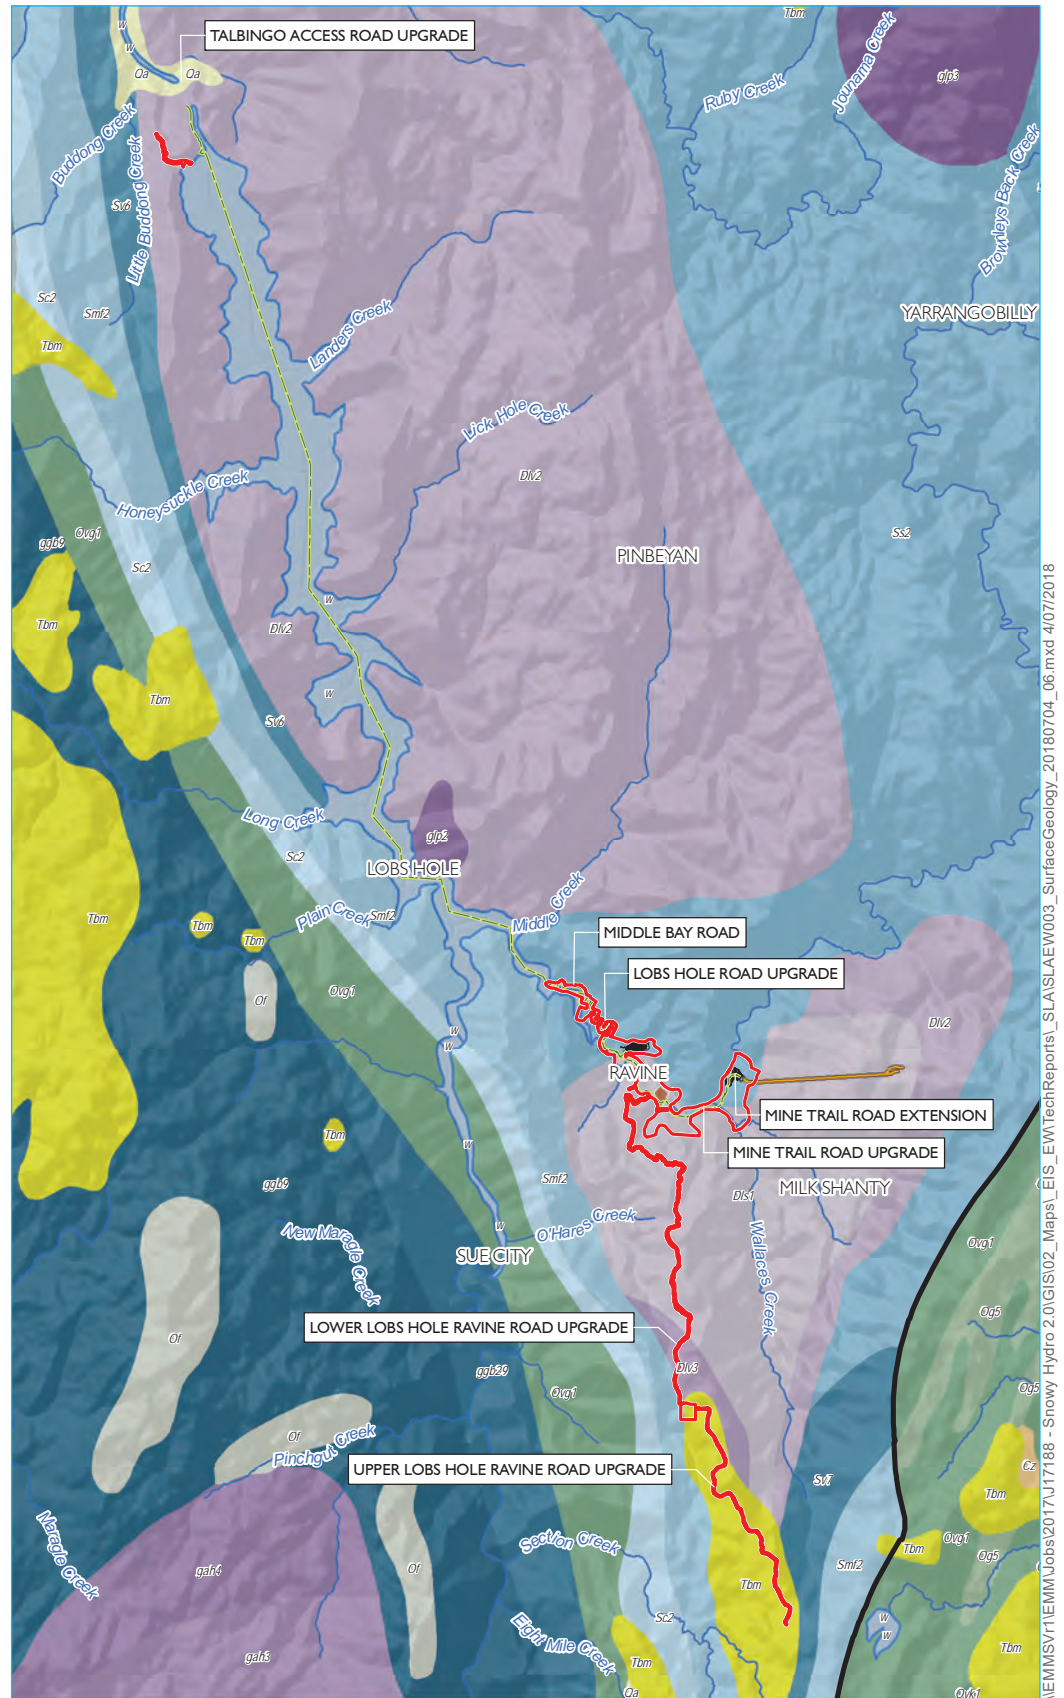 Tbm
TALBINGO ACCESS ROAD UPGRADE
w
w
Qa
Qa
Jounama Creek
glp3
Ruby Creek
Buddong Creek
Little Buddong Creek
Brownleys Back Creek
Sv6
Sc2
Smf2
Tbm
YARRANGOBILLY
Landers Creek
Lick Hole Creek
Dlv2
Honeysuckle Creek
ggb9
Ovg1
Sc2
Ss2
PINBEYAN
w
Tbm
Dlv2
w
Tbm
Sv6
Long Creek
glp2
Sc2
LOBS HOLE
Tbm
Tbm
Tbm
Plain Creek
Smf2
Middle Creek
MIDDLE BAY ROAD
LOBS HOLE ROAD UPGRADE
Of
Ovg1
w
w
Dlv2
RAVINE
MINE TRAIL ROAD EXTENSION
Tbm
w
MINE TRAIL ROAD UPGRADE
ggb9
Smf2
Dls1
MILK SHANTY
New Maragle Creek
w
O'Hares Creek
SUE CITY
Wallaces Creek
Ovg1
Og5
LOWER LOBS HOLE RAVINE ROAD UPGRADE
Of
ggb29
Ovg1
Dlv3
Og5
Of
Pinchgut Creek
UPPER LOBS HOLE RAVINE ROAD UPGRADE
Sv7
Cz
Tbm
Maragle Creek
Section Creek
Tbm
Ovg1
Og5
gah4
Of
Smf2
Tbm
Sc2
w
w
Eight Mile Creek
gah3
Tbm
Tbm
Qa
\\EMMSVr1\EMM\Jobs\2017\J17188 - Snowy Hydro 2.0\GIS\02_Maps\_EIS_EW\TechReports\_SLA\SLAEW003_SurfaceGeology_20180704_06.mxd 4/07/2018